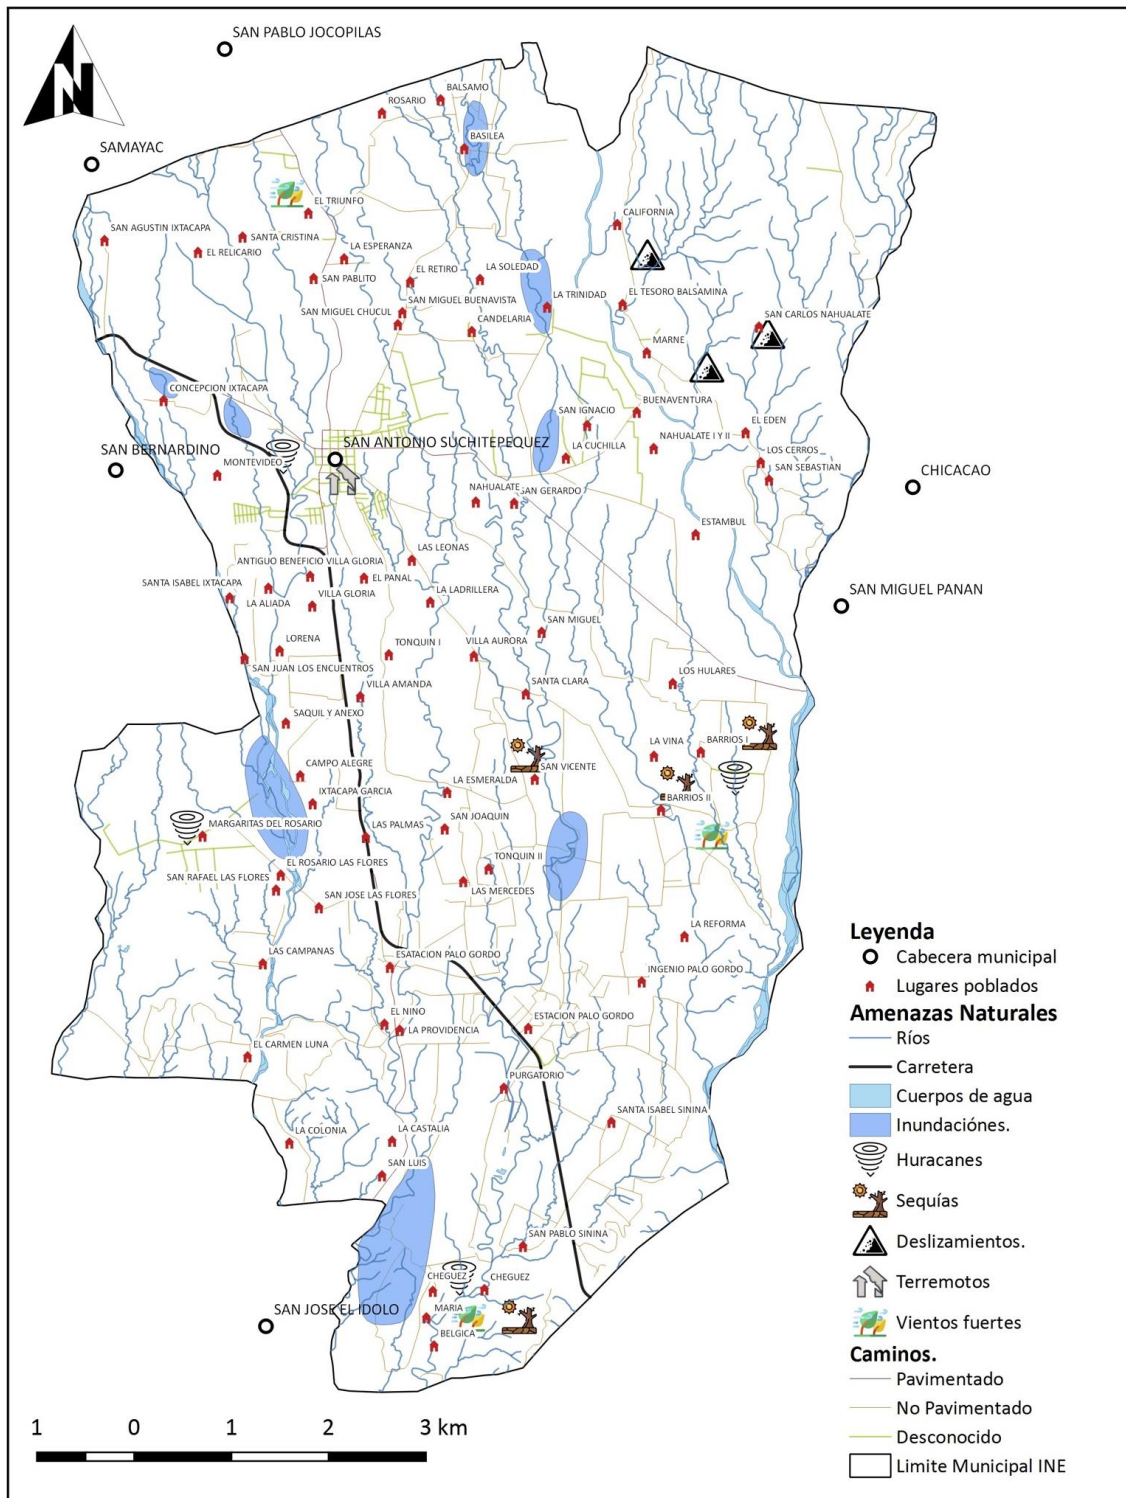 SAN PABLO JOCOPILAS
N
SAMAYAC
BALSAMO
ROSARIO
BASILEA
EL TRIUNFO
CALIFORNIA
SAN AGUSTIN IXTACAPA
SANTA CRISTINA
EL RELICARIO
LA ESPERANZA
SAN PABLITO
EL RETIRO
LA SOLEDAD
LA TRINIDAD
EL TESORO BALSAMINA
SAN MIGUEL BUENAVISTA
SAN MIGUEL CHUCUL
CANDELARIA
SAN CARLOS NAHUALATE
MARNE
CONCEPCION IXTACAPA
BUENAVENTURA
SAN IGNACIO
EL EDEN
SAN ANTONIO SUCHITEPEQUEZ
LA CUCHILLA
NAHUALATE I Y II
SAN BERNARDINO
LOS CERROS
MONTEVIDEO
SAN SEBASTIAN
CHICACAO
NAHUALATE
SAN GERARDO
ESTAMBUL
LAS LEONAS
ANTIGUO BENEFICIO VILLA GLORIA
EL PANAL
SANTA ISABEL IXTACAPA
LA ALIADA
VILLA GLORIA
LA LADRILLERA
SAN MIGUEL PANAN
SAN MIGUEL
LORENA
TONQUIN I
VILLA AURORA
SAN JUAN LOS ENCUENTROS
LOS HULARES
VILLA AMANDA
SANTA CLARA
SAQUIL Y ANEXO
LA VINA
BARRIOS I
CAMPO ALEGRE
SAN VICENTE
IXTACAPA GARCIA
LA ESMERALDA
BARRIOS II
MARGARITAS DEL ROSARIO
LAS PALMAS
SAN JOAQUIN
EL ROSARIO LAS FLORES
TONQUIN II
SAN RAFAEL LAS FLORES
LAS MERCEDES
SAN JOSE LAS FLORES
LA REFORMA
LAS CAMPANAS
ESATACION PALO GORDO
INGENIO PALO GORDO
EL NINO
LA PROVIDENCIA
ESTACION PALO GORDO
EL CARMEN LUNA
PURGATORIO
SANTA ISABEL SININA
LA COLONIA
LA CASTALIA
SAN LUIS
SAN PABLO SININA
CHEGUEZ
CHEGUEZ
SAN JOSE EL IDOLO
MARIA
BELGICA
Leyenda
Cabecera municipal
Lugares poblados
Amenazas Naturales
Ríos
Carretera
Cuerpos de agua
Inundaciónes.
Huracanes
Sequías
Deslizamientos.
Terremotos
Vientos fuertes
Caminos.
Pavimentado
No Pavimentado
Desconocido
Limite Municipal INE
1 0 1 2 3 km